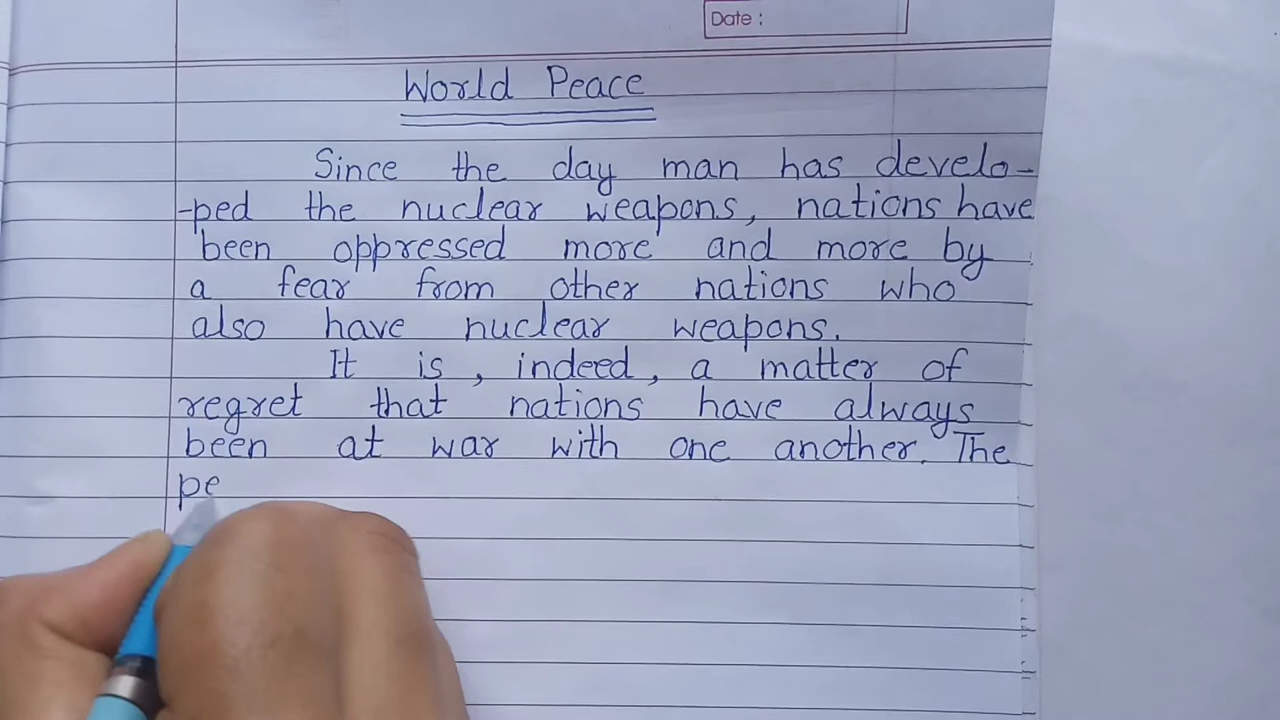 Date :
World Peace
Since the day man has develo-
-ped the nuclear weapons, nations have
been oppressed more and more by
a fear from other nations who
also have nuclear weapons.
It is, indeed, a matter of
regret that nations have always
been at war with one another. The
pe